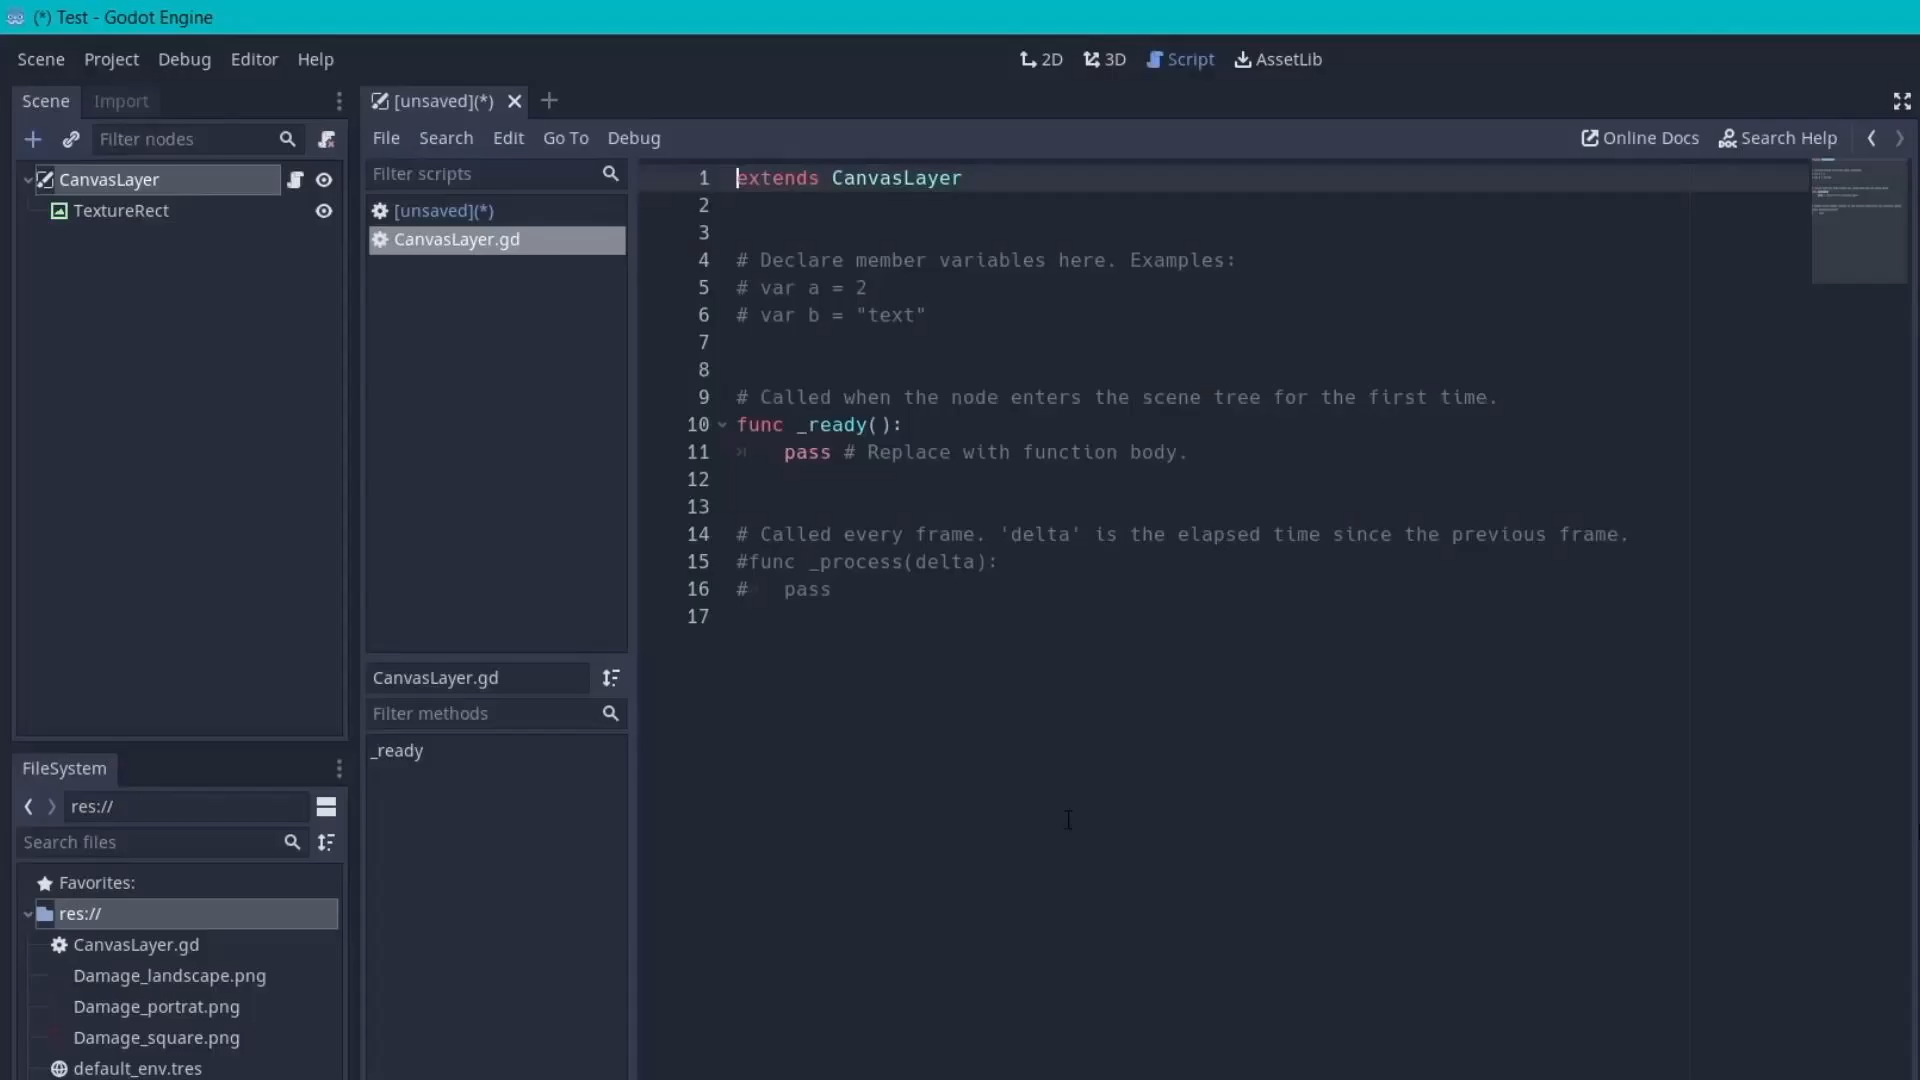 (*) Test - Godot Engine
Scene Project Debug Editor Help
2D 3D Script AssetLib
Scene Import
[unsaved](*)
Filter nodes
File Search Edit Go To Debug
Online Docs Search Help
CanvasLayer
TextureRect
Filter scripts
[unsaved](*)
CanvasLayer.gd
1 extends CanvasLayer
2
3
4 # Declare member variables here. Examples:
5 # var a = 2
6 # var b = "text"
7
8
9 # Called when the node enters the scene tree for the first time.
10 func _ready():
11 pass # Replace with function body.
12
13
14 # Called every frame. 'delta' is the elapsed time since the previous frame.
15 #func _process(delta):
16 # pass
17
CanvasLayer.gd
Filter methods
_ready
FileSystem
res://
Search files
Favorites:
res://
CanvasLayer.gd
Damage_landscape.png
Damage_portrat.png
Damage_square.png
default_env.tres